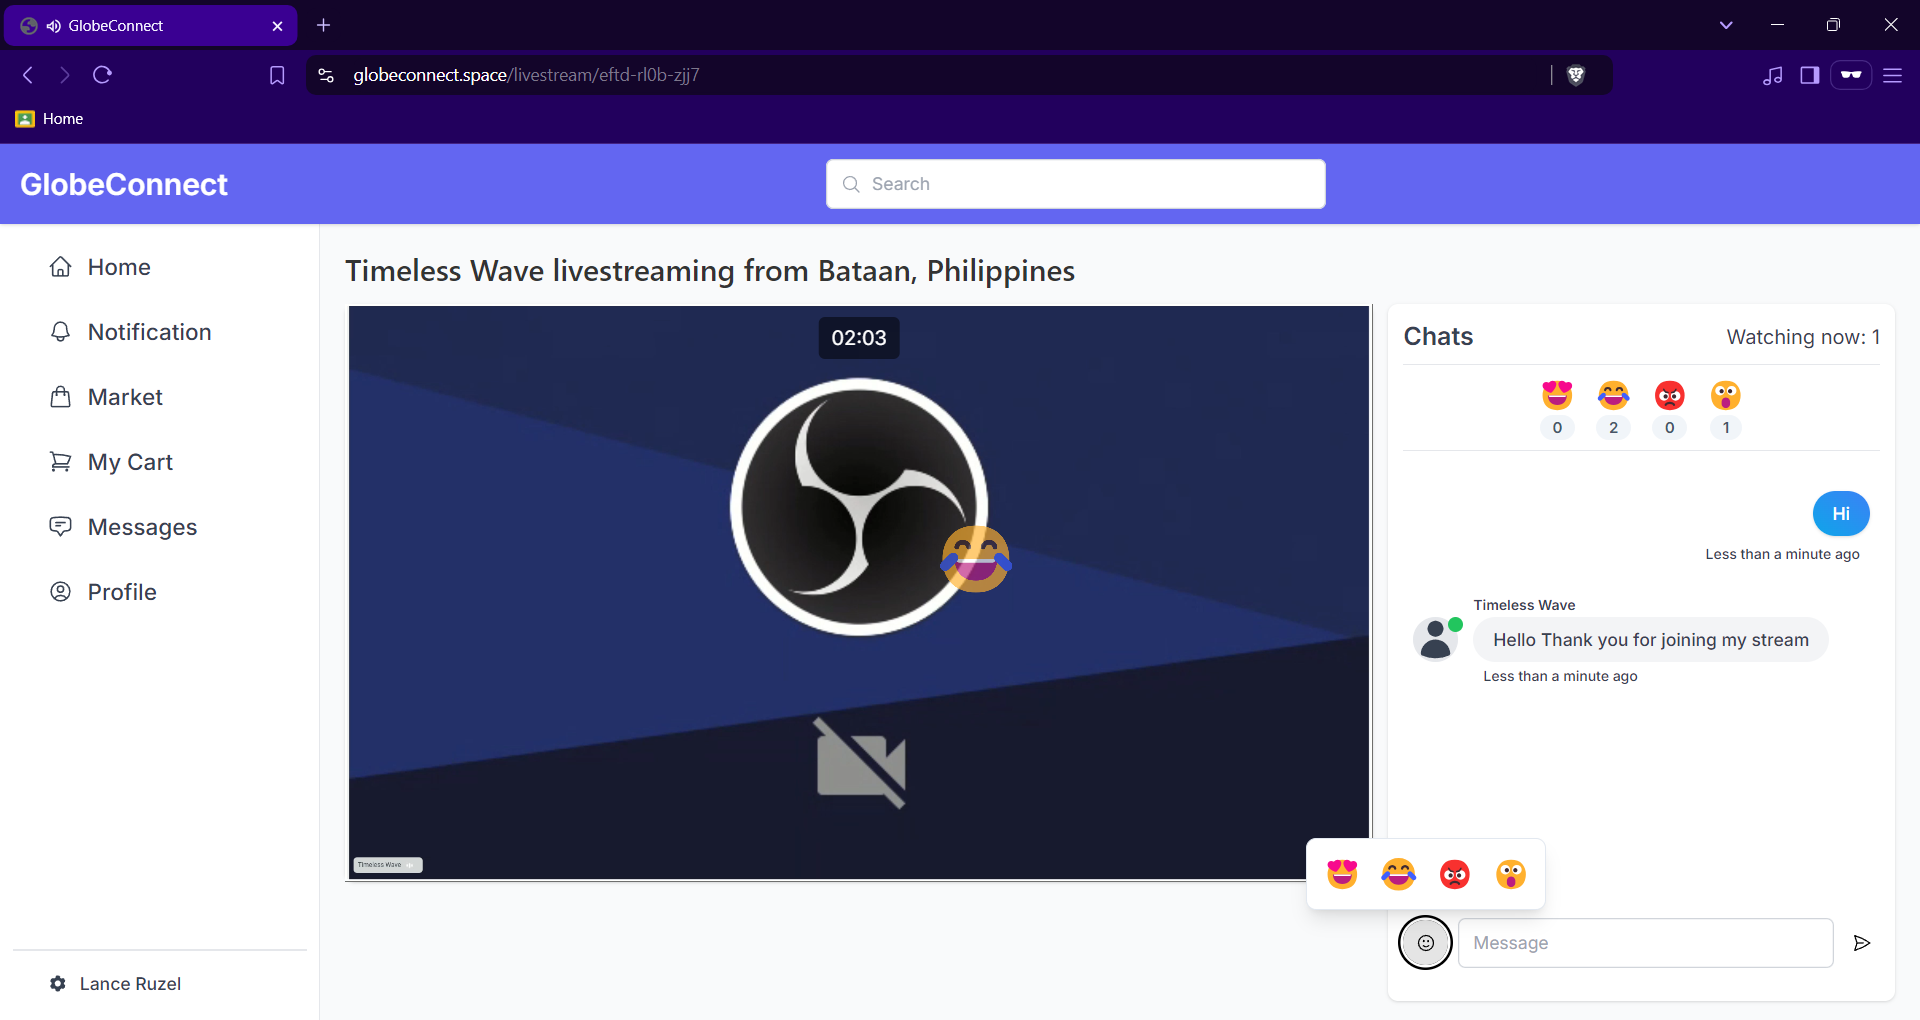 GlobeConnect
globeconnect.space/livestream/eftd-rl0b-zjj7
Home
GlobeConnect
Search
Home
Notification
Market
My Cart
Messages
Profile
Lance Ruzel
Timeless Wave livestreaming from Bataan, Philippines
02:03
Timeless Wave
Chats
Watching now: 1
0 2 0 1
Hi
Less than a minute ago
Timeless Wave
Hello Thank you for joining my stream
Less than a minute ago
Message